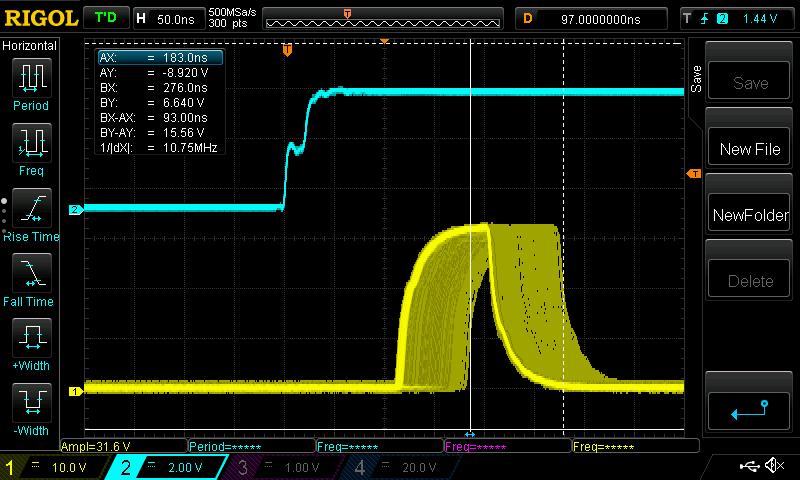 RIGOL T'D H 50.0ns 500MSa/s 300 pts T D 97.0000000ns T 2 1.44 V
Horizontal
Period
Freq
Rise Time
Fall Time
+Width
-Width
T
AX: = 183.0ns
AY: = -8.920 V
BX: = 276.0ns
BY: = 6.640 V
BX-AX: = 93.00ns
BY-AY: = 15.56 V
1/|dX|: = 10.75MHz
2
T
1
Save
Save
New File
NewFolder
Delete
Ampl=31.6 V Period=***** Freq=***** Freq=***** Freq=*****
1 = 10.0 V 2 = 2.00 V 3 = 1.00 V 4 = 20.0 V